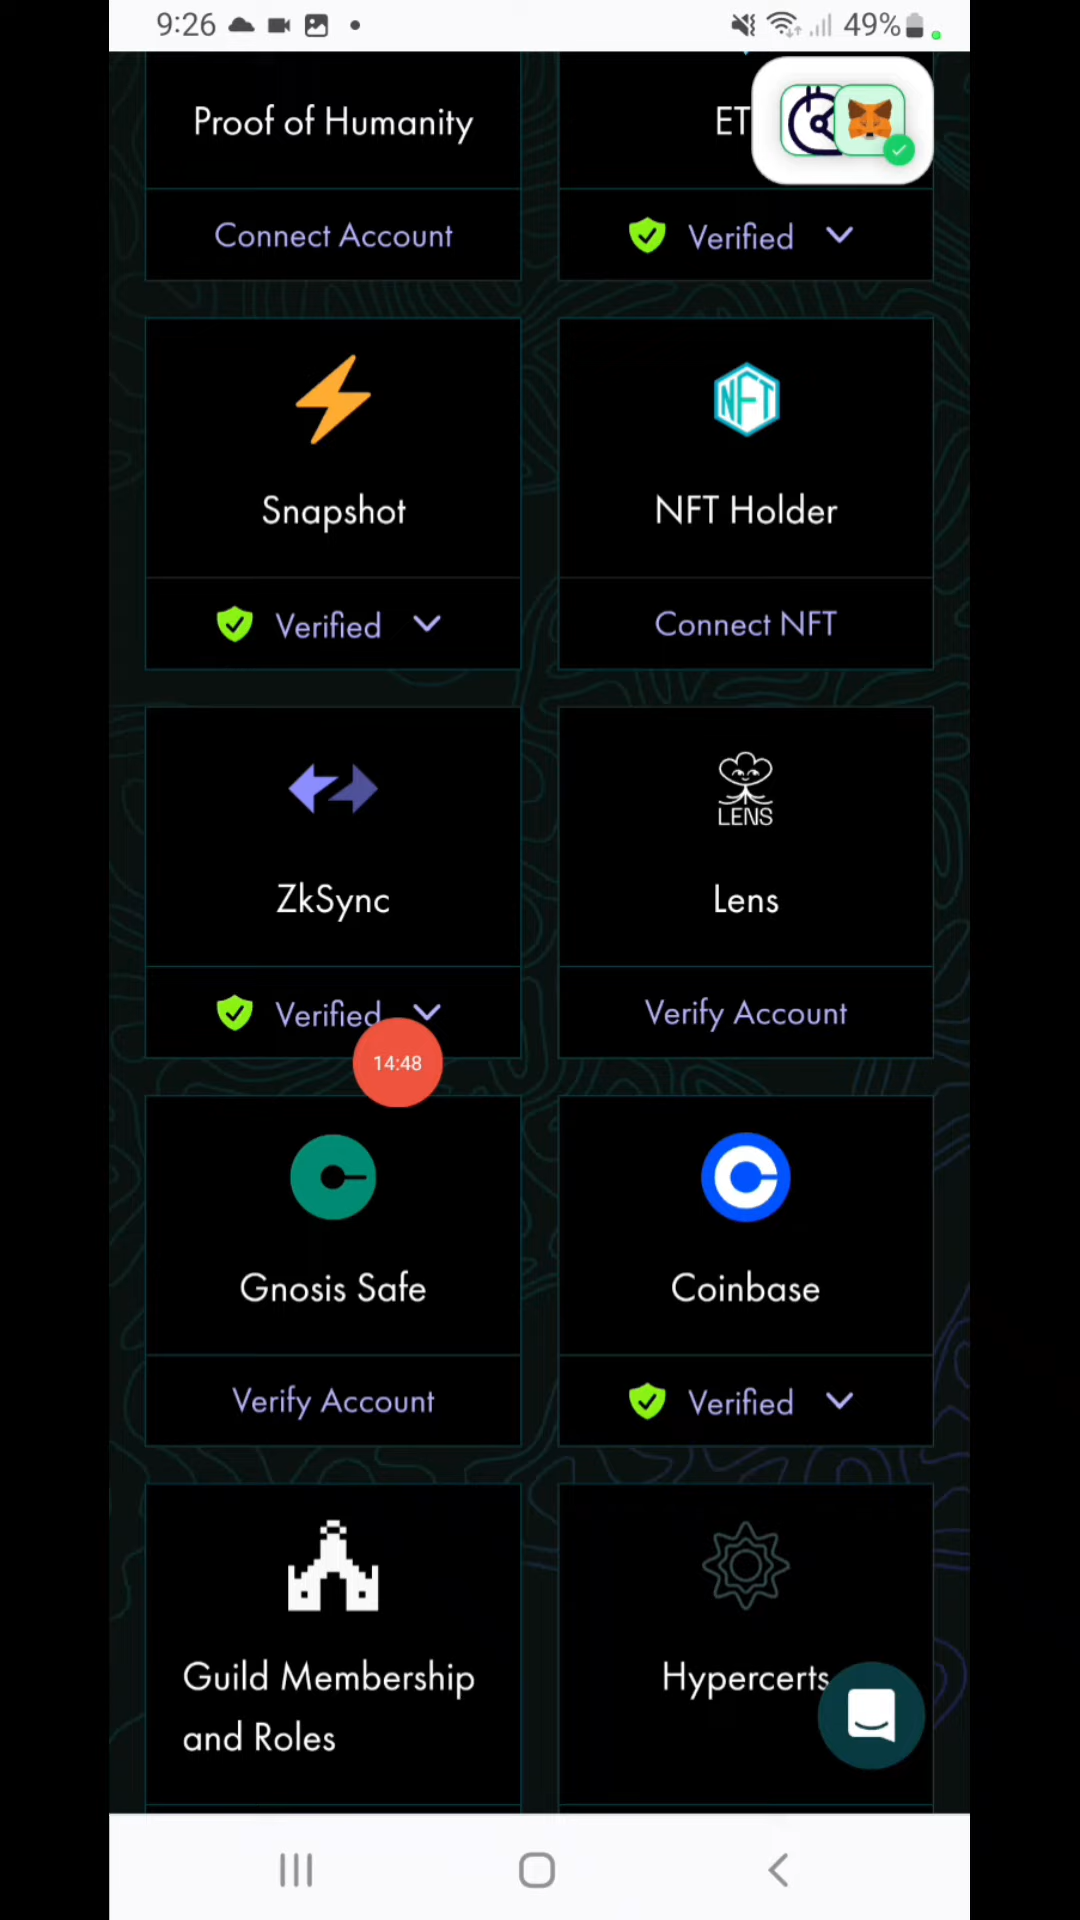 9:26 49%
Proof of Humanity ET
Connect Account Verified
NFT
Snapshot NFT Holder
Verified Connect NFT
LENS
ZkSync Lens
Verified Verify Account
14:48
Gnosis Safe Coinbase
Verify Account Verified
Guild Membership Hypercerts
and Roles